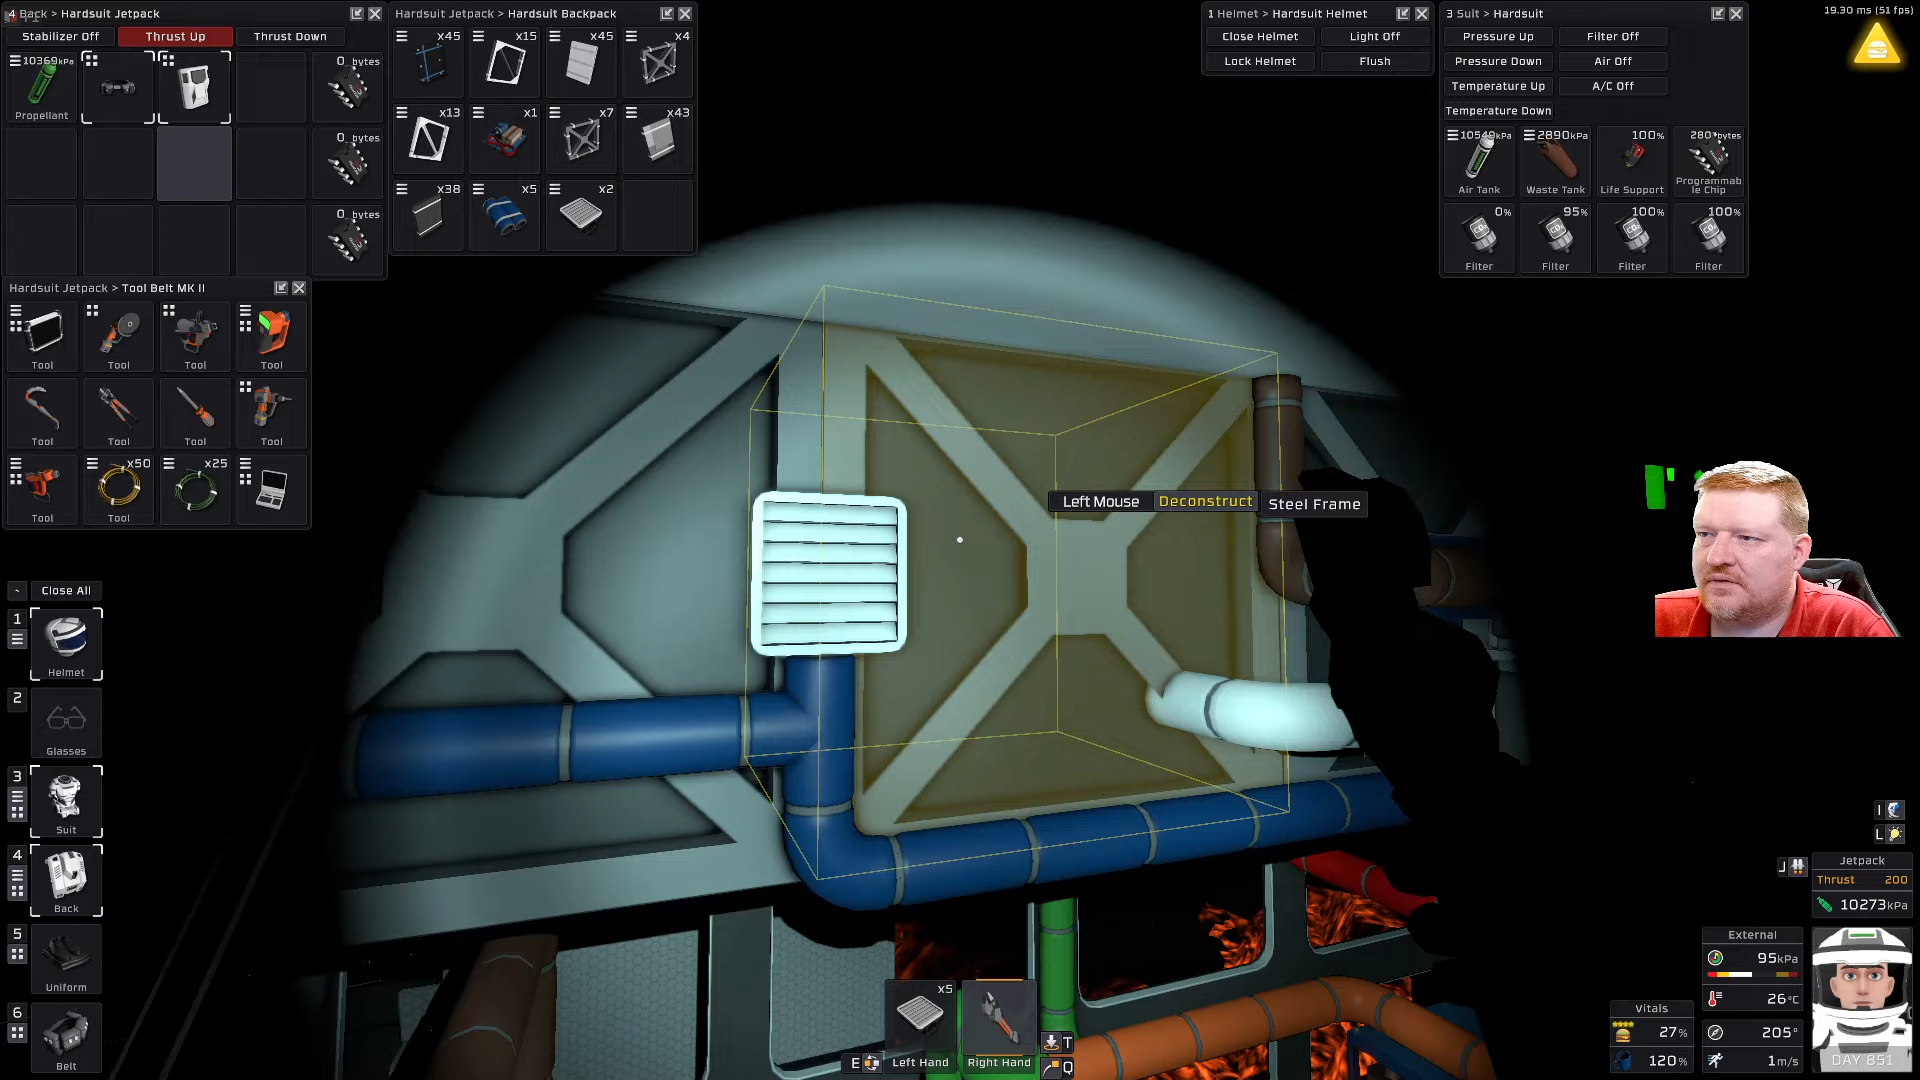 4 Back > Hardsuit Jetpack
Stabilizer Off
Thrust Up
Thrust Down
10369kPa
Propellant
0 bytes
0 bytes
0 bytes
Hardsuit Jetpack > Hardsuit Backpack
x45
x15
x45
x4
x13
x1
x7
x43
x38
x5
x2
Hardsuit Jetpack > Tool Belt MK II
Tool
Tool
Tool
Tool
Tool
Tool
Tool
Tool
Tool
x50
Tool
x25
1 Helmet > Hardsuit Helmet
Close Helmet
Light Off
Lock Helmet
Flush
3 Suit > Hardsuit
Pressure Up
Filter Off
Pressure Down
Air Off
Temperature Up
A/C Off
Temperature Down
10549kPa
Air Tank
2890kPa
Waste Tank
100%
Life Support
280 bytes
Programmab
le Chip
0%
Filter
95%
Filter
100%
Filter
100%
Filter
19.30 ms (51 fps)
Left Mouse
Deconstruct
Steel Frame
~
Close All
1
Helmet
2
Glasses
3
Suit
4
Back
5
Uniform
6
Belt
x5
E
Left Hand
Right Hand
T
Q
I
L
J
Jetpack
Thrust 200
10273kPa
External
95kPa
26°C
Vitals
27%
205°
120%
1m/s
DAY 851